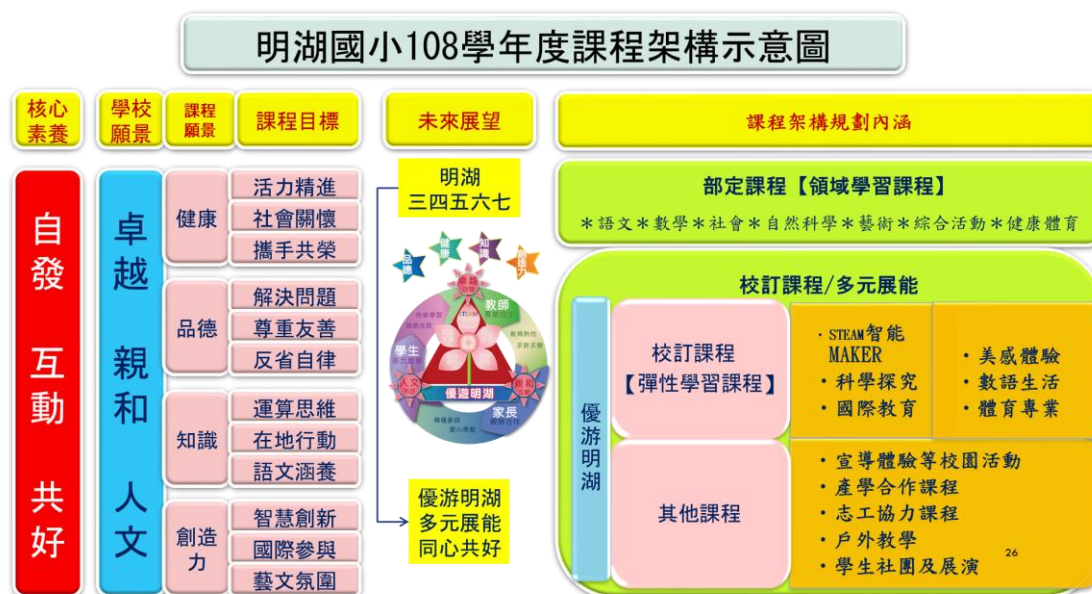 明湖國小108學年度課程架構示意圖
核心
素養
學校
願景
課程
願景
課程目標
未來展望
課程架構規劃內涵
自發 互動 共好
卓越 親和 人文
健康
活力精進
社會關懷
攜手共榮
品德
解決問題
尊重友善
反省自律
知識
運算思維
在地行動
語文涵養
創造
力
智慧創新
國際參與
藝文氛圍
明湖
三四五六七
品德
健康
知識
創造力
卓越
教師
學生
人文
親和
優遊明湖
家長
優游明湖
多元展能
同心共好
部定課程【領域學習課程】
＊語文＊數學＊社會＊自然科學＊藝術＊綜合活動＊健康體育
校訂課程/多元展能
優游明湖
校訂課程
【彈性學習課程】
・STEAM智能
MAKER
・科學探究
・國際教育
・美感體驗
・數語生活
・體育專業
其他課程
・宣導體驗等校園活動
・產學合作課程
・志工協力課程
・戶外教學
・學生社團及展演
26